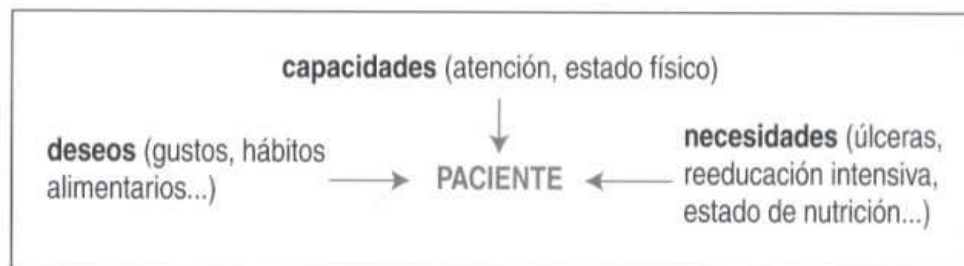 capacidades (atención, estado físico)
deseos (gustos, hábitos
alimentarios...)
PACIENTE
necesidades (úlceras,
reeducación intensiva,
estado de nutrición...)